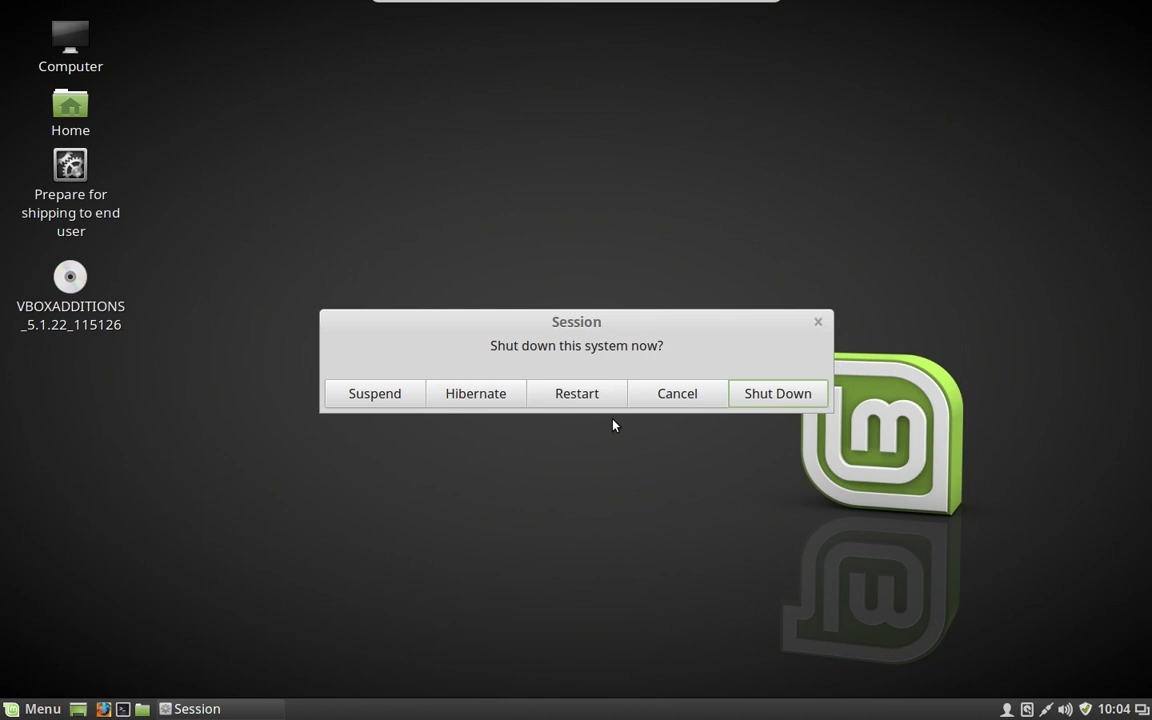 Computer
Home
Prepare for
shipping to end
user
VBOXADDITIONS
_5.1.22_115126
Session
Shut down this system now?
Suspend
Hibernate
Restart
Cancel
Shut Down
Menu
Session
10:04